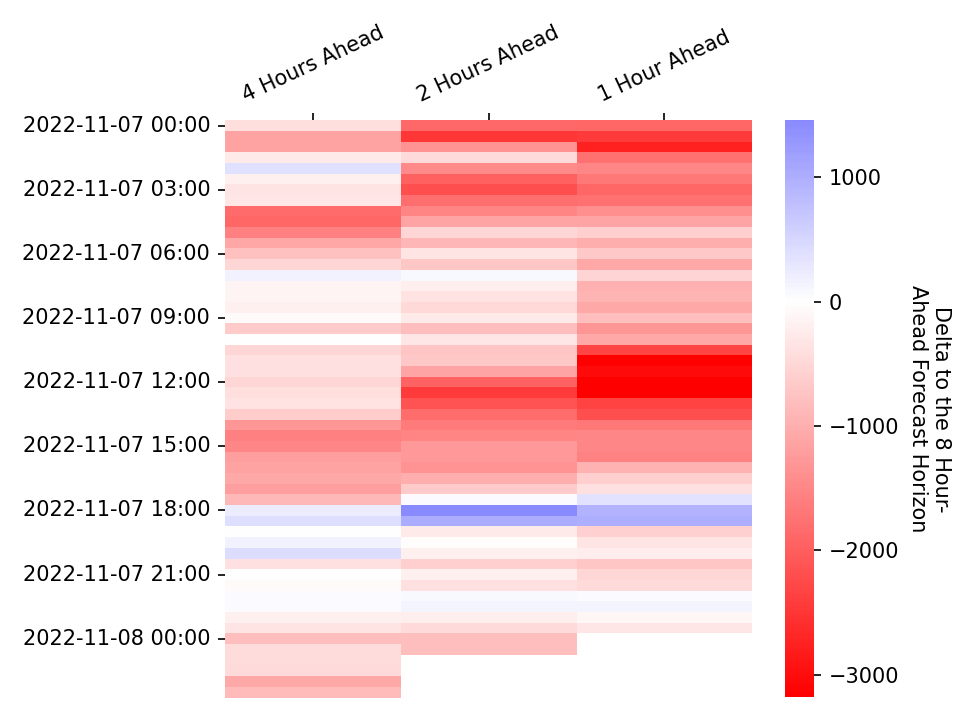 4 Hours Ahead
2 Hours Ahead
1 Hour Ahead
2022-11-07 00:00
2022-11-07 03:00
2022-11-07 06:00
2022-11-07 09:00
2022-11-07 12:00
2022-11-07 15:00
2022-11-07 18:00
2022-11-07 21:00
2022-11-08 00:00
1000
0
−1000
−2000
−3000
Delta to the 8 Hour-
Ahead Forecast Horizon